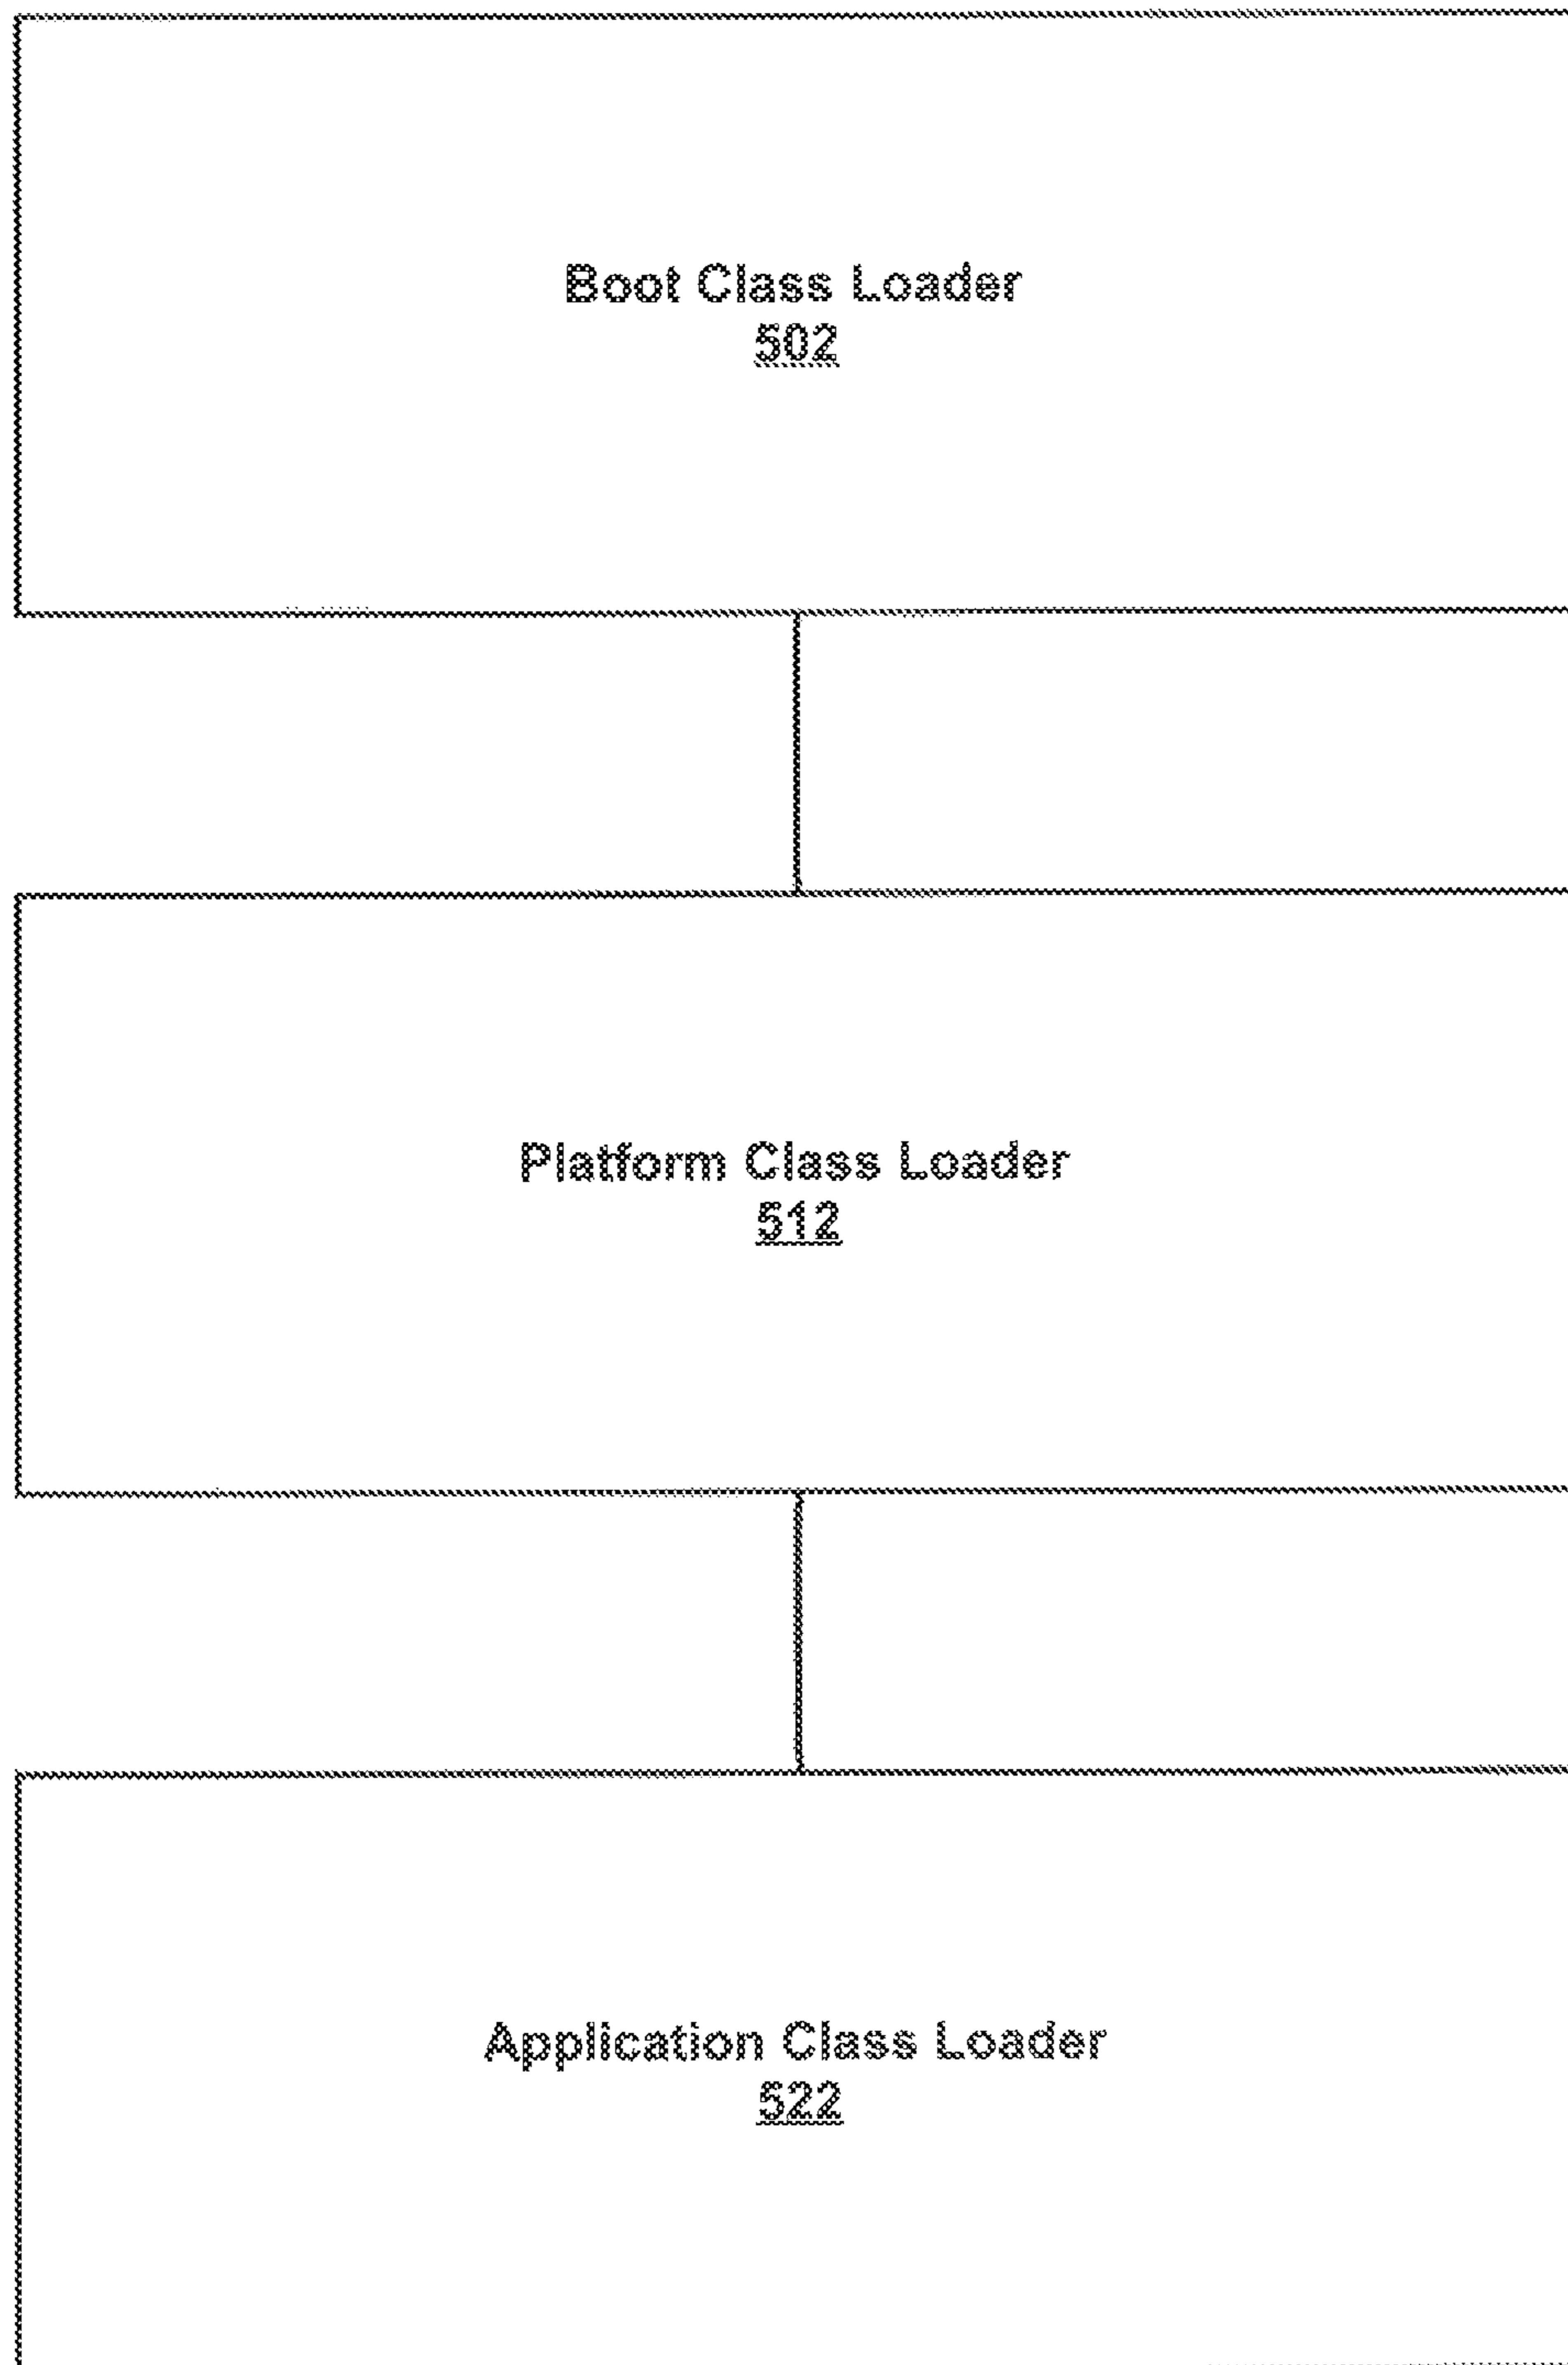 Boot Class Loader
502
Platform Class Loader
512
Application Class Loader
522